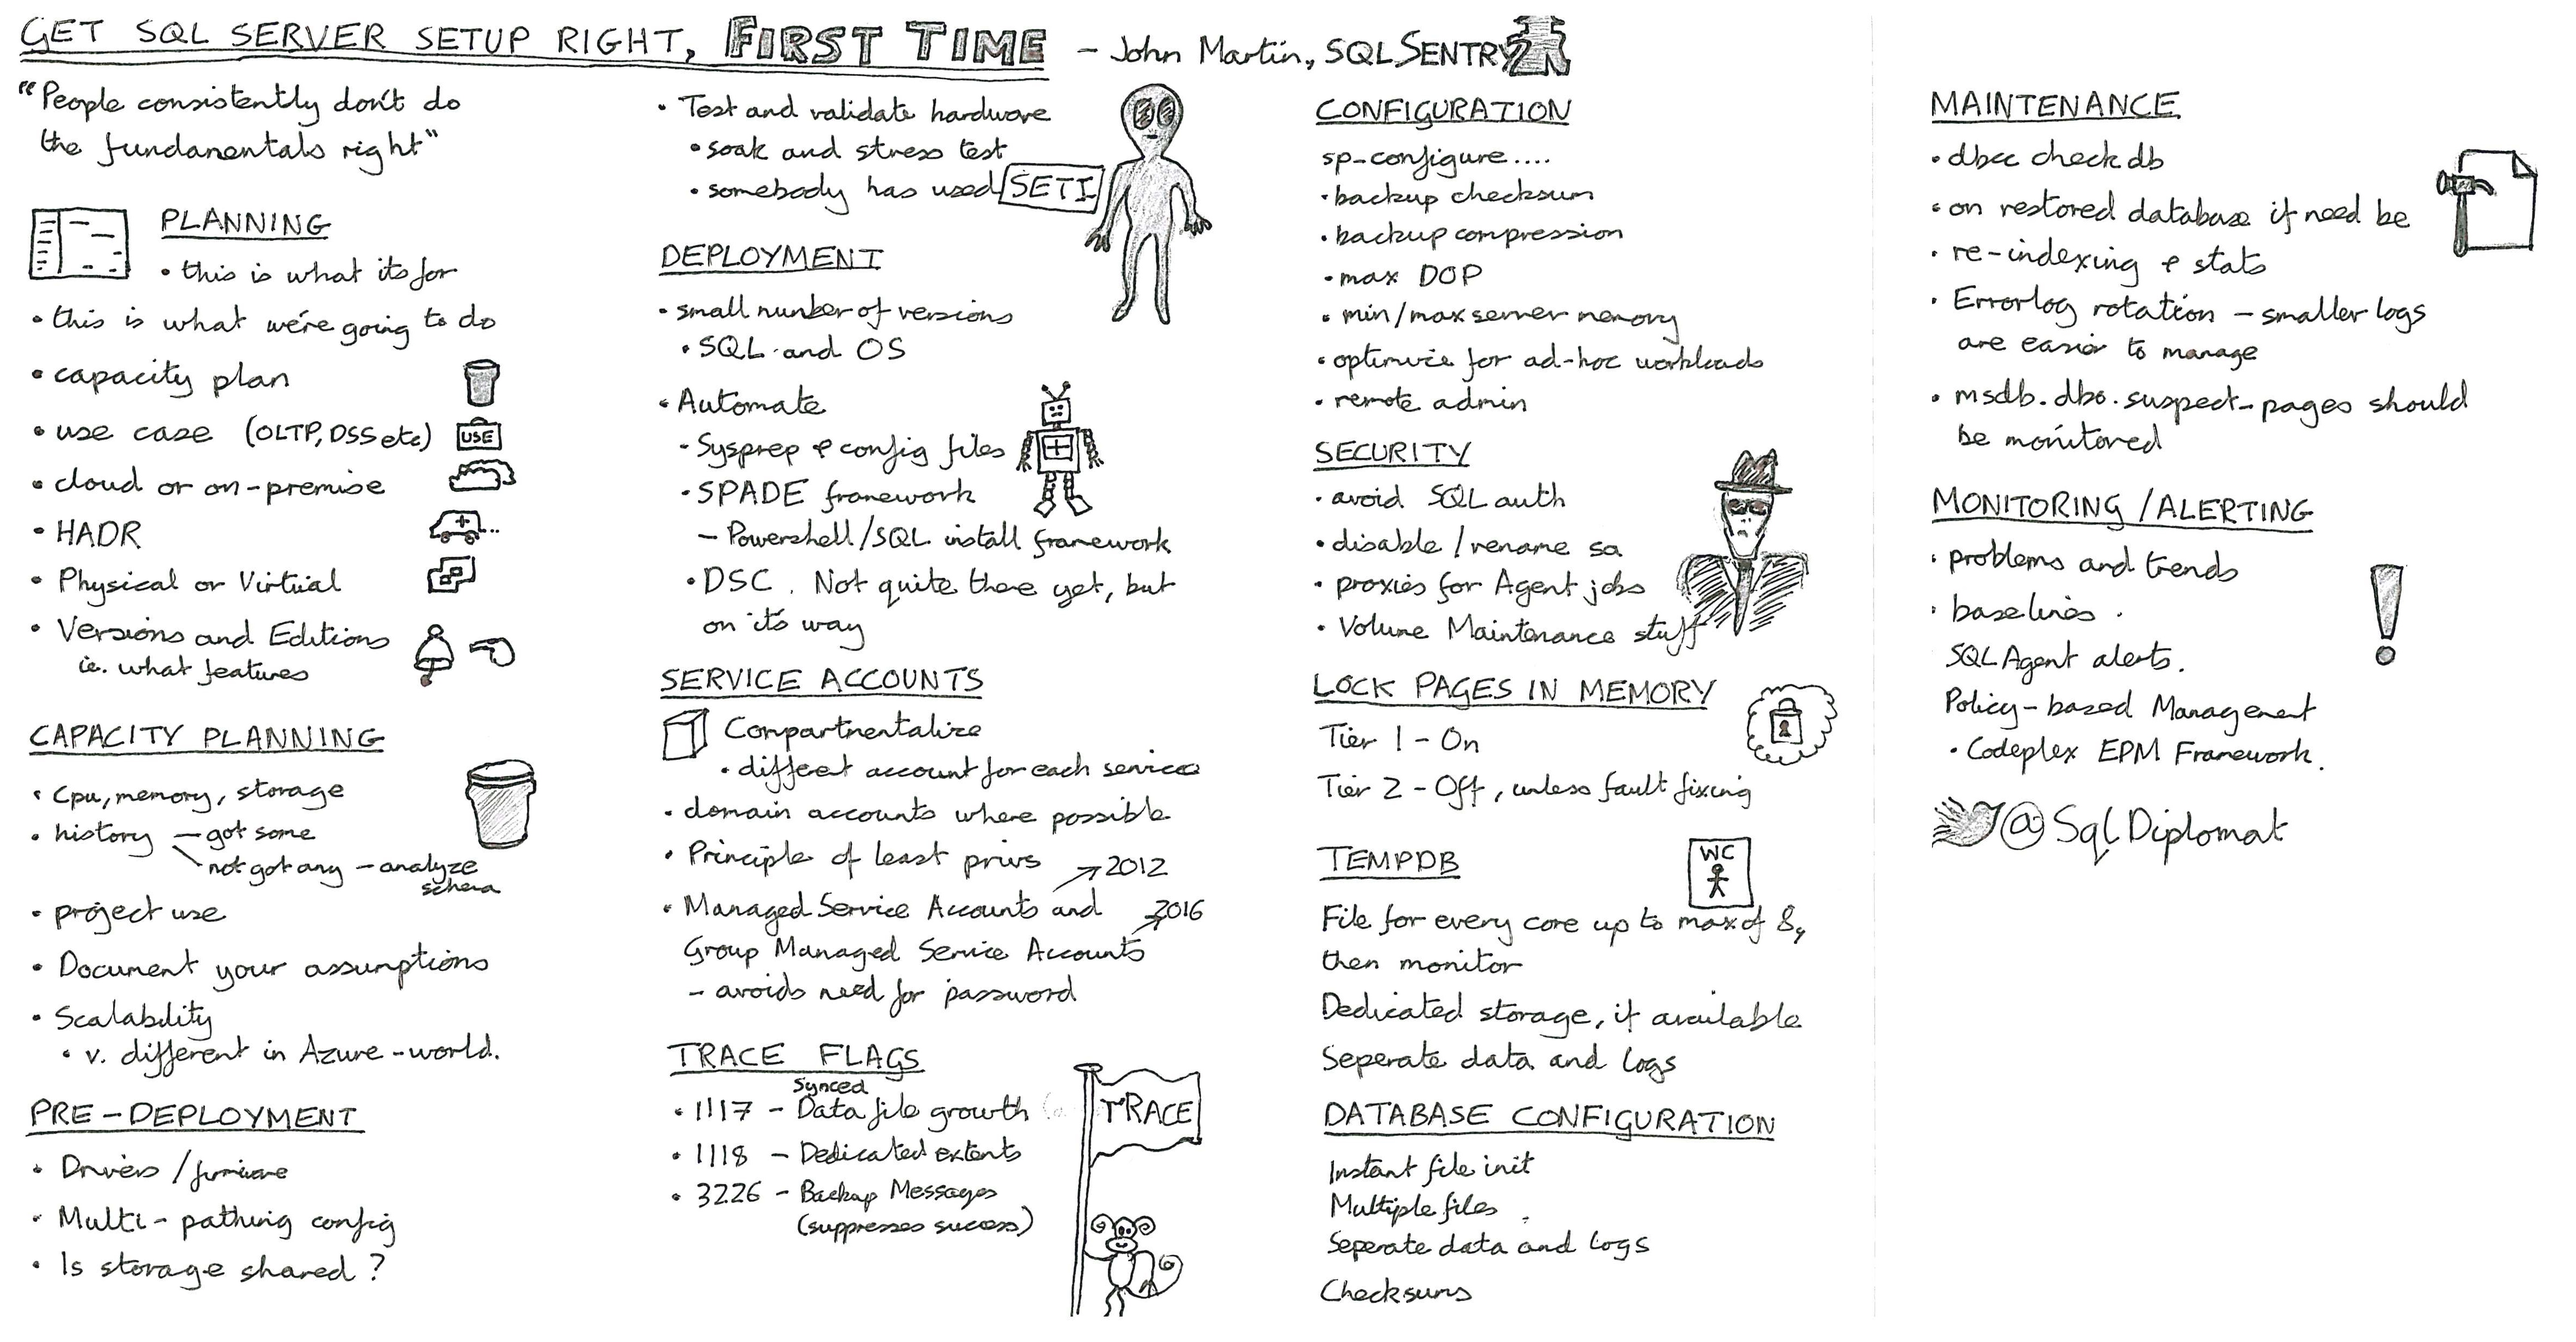 GET SQL SERVER SETUP RIGHT, FIRST TIME - John Martin, SQLSENTRY
"People consistently don't do
the fundamentals right"
PLANNING
• this is what its for
• this is what we're going to do
• capacity plan
• use case (OLTP, DSS etc)
USE
• cloud or on-premise
• HADR
• Physical or Virtual
• Versions and Editions
ie. what features
CAPACITY PLANNING
• Cpu, memory, storage
• history - got some
not got any - analyze
schema
• project use
• Document your assumptions
• Scalability
• v. different in Azure-world.
PRE-DEPLOYMENT
• Drivers / firmware
• Multi-pathing config
• Is storage shared?
• Test and validate hardware
• soak and stress test
• somebody has used SETI
DEPLOYMENT
• small number of versions
• SQL and OS
• Automate
• Sysprep & config files
• SPADE framework
- Powershell/SQL install framework
• DSC. Not quite there yet, but
on it's way
SERVICE ACCOUNTS
Compartmentalize
• different account for each service
• domain accounts where possible
• Principle of least privs
2012
• Managed Service Accounts and
2016
Group Managed Service Accounts
- avoids need for password
TRACE FLAGS
Synced
• 1117 - Data file growth
• 1118 - Dedicated extents
• 3226 - Backup Messages
(suppresses success)
TRACE
CONFIGURATION
sp-configure....
• backup checksum
• backup compression
• max DOP
• min/max server memory
• optimize for ad-hoc workloads
• remote admin
SECURITY
• avoid SQL auth
• disable / rename sa
• proxies for Agent jobs
• Volume Maintenance stuff
LOCK PAGES IN MEMORY
Tier 1 - On
Tier 2 - Off, unless fault fixing
TEMPDB
WC
File for every core up to max of 8,
then monitor
Dedicated storage, if available
Seperate data and logs
DATABASE CONFIGURATION
Instant file init
Multiple files
Seperate data and logs
Checksums
MAINTENANCE
• dbcc checkdb
• on restored database if need be
• re-indexing & stats
• Errorlog rotation - smaller logs
are easier to manage
• msdb.dbo.suspect_pages should
be monitored
MONITORING / ALERTING
• problems and trends
• baselines.
SQL Agent alerts.
Policy-based Management
• Codeplex EPM Framework.
@SqlDiplomat